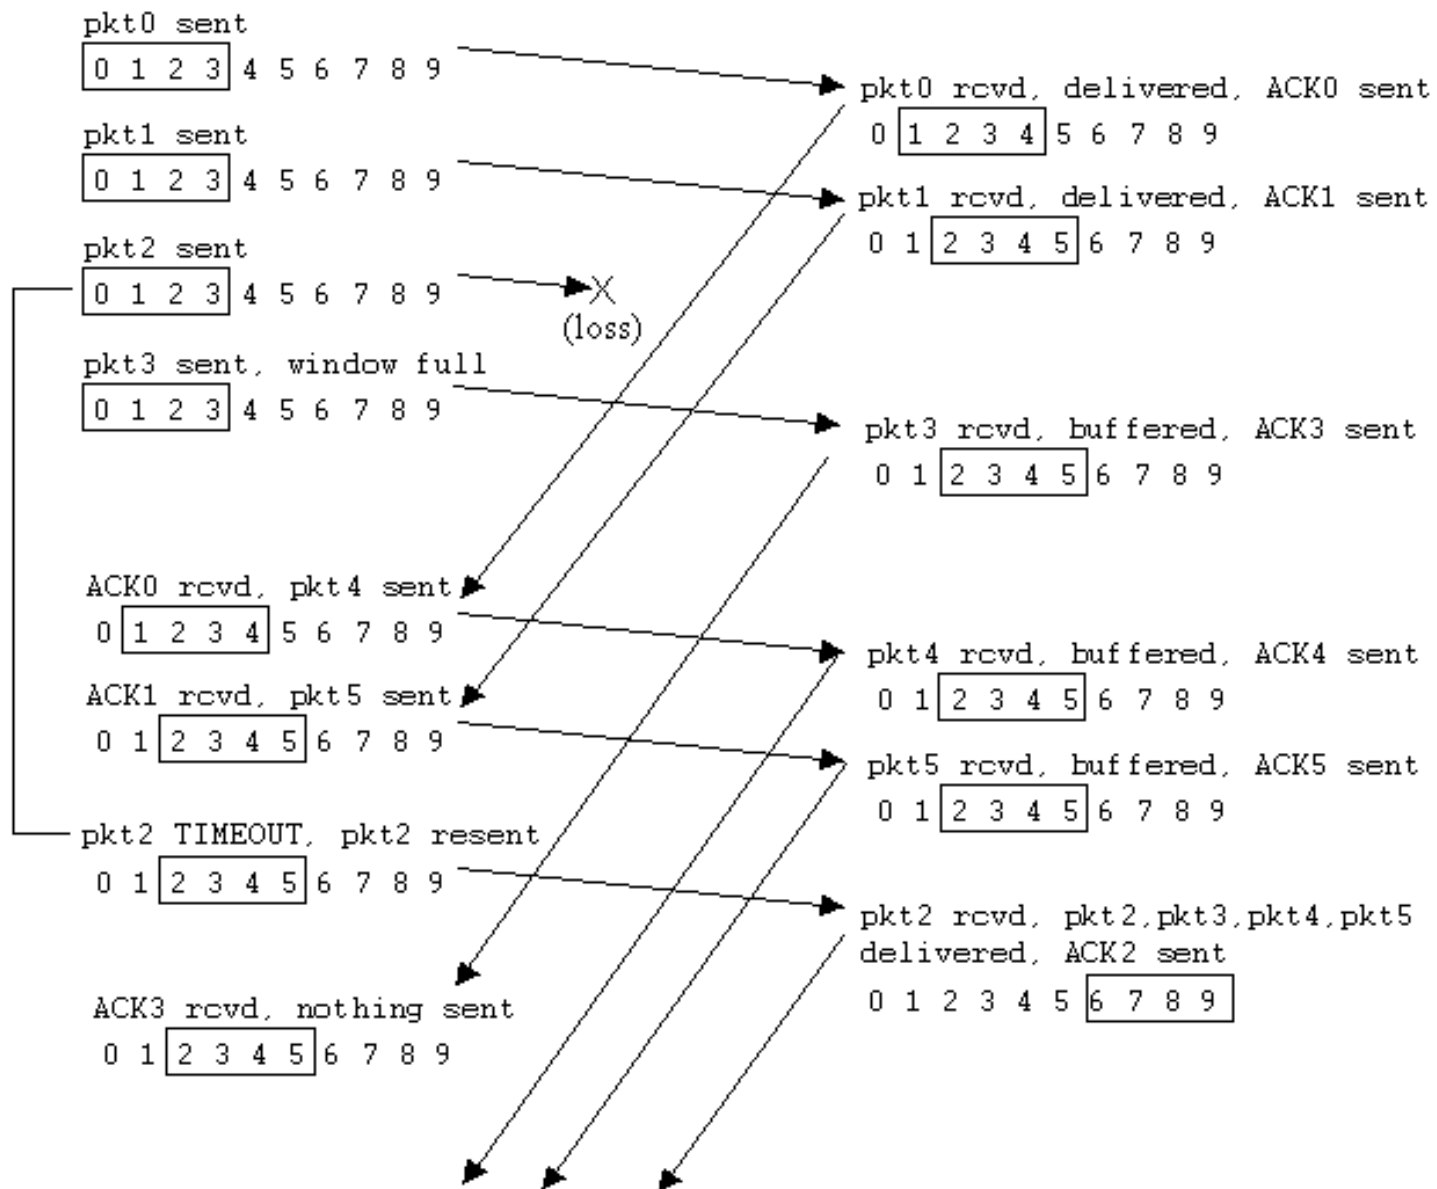 pkt0 sent
0 1 2 3 4 5 6 7 8 9
pkt1 sent
0 1 2 3 4 5 6 7 8 9
pkt2 sent
0 1 2 3 4 5 6 7 8 9
X
(loss)
pkt3 sent, window full
0 1 2 3 4 5 6 7 8 9
ACK0 rcvd, pkt4 sent
0 1 2 3 4 5 6 7 8 9
ACK1 rcvd, pkt5 sent
0 1 2 3 4 5 6 7 8 9
pkt2 TIMEOUT, pkt2 resent
0 1 2 3 4 5 6 7 8 9
ACK3 rcvd, nothing sent
0 1 2 3 4 5 6 7 8 9
pkt0 rcvd, delivered, ACK0 sent
0 1 2 3 4 5 6 7 8 9
pkt1 rcvd, delivered, ACK1 sent
0 1 2 3 4 5 6 7 8 9
pkt3 rcvd, buffered, ACK3 sent
0 1 2 3 4 5 6 7 8 9
pkt4 rcvd, buffered, ACK4 sent
0 1 2 3 4 5 6 7 8 9
pkt5 rcvd, buffered, ACK5 sent
0 1 2 3 4 5 6 7 8 9
pkt2 rcvd, pkt2,pkt3,pkt4,pkt5
delivered, ACK2 sent
0 1 2 3 4 5 6 7 8 9